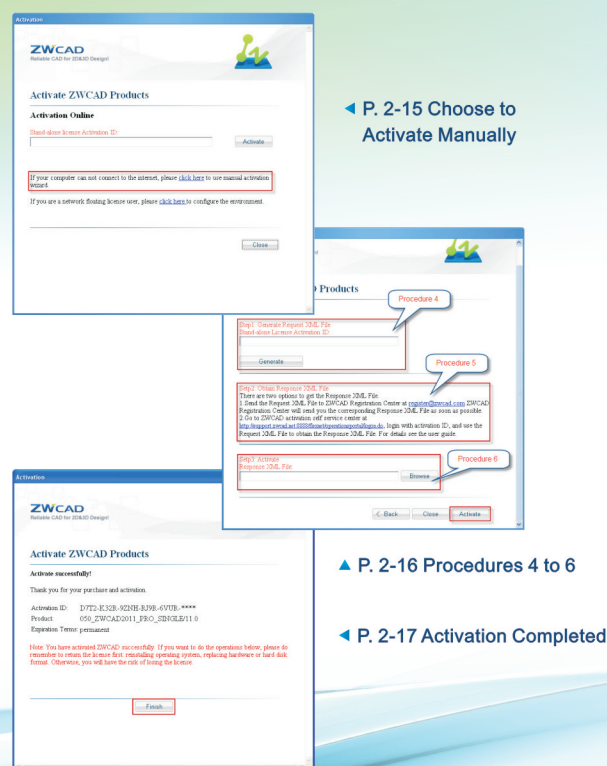 Activation
ZWCAD
Reliable CAD for 2D&3D Design!
Activate ZWCAD Products
Activation Online
Stand-alone license Activation ID:
Activate
If your computer can not connect to the internet, please click here to use manual activation
wizard.
If you are a network floating license user, please click here to configure the environment.
Close
◀ P. 2-15 Choose to
Activate Manually
Products
Procedure 4
Step1. Generate Request XML File
Stand-alone License Activation ID:
Generate
Procedure 5
Setp2. Obtain Response XML File
There are two options to get the Response XML File
1.Send the Request XML File to ZWCAD Registration Center at register@zwcad.com ZWCAD
Registration Center will send you the corresponding Response XML File as soon as possible
2.Go to ZWCAD activation self service center at
login with activation ID, and use the
Request XML File to obtain the Response XML File. For details see the user guide.
Procedure 6
Setp3. Activate
Response XML File:
Browse
< Back
Close
Activate
▲ P. 2-16 Procedures 4 to 6
Activation
ZWCAD
Reliable CAD for 2D&3D Design!
Activate ZWCAD Products
Activate successfully!
Thank you for your purchase and activation.
Activation ID: D7T2-K32R-9ZNH-RJ9R-6VUR-****
Product: 050_ZWCAD2011_PRO_SINGLE/11.0
Expiration Terms: permanent
Note: You have activated ZWCAD successfully. If you want to do the operations below, please do
remember to return the license first: reinstalling operating system, replacing hardware or hard disk
format. Otherwise, you will have the risk of losing the license.
Finish
◀ P. 2-17 Activation Completed